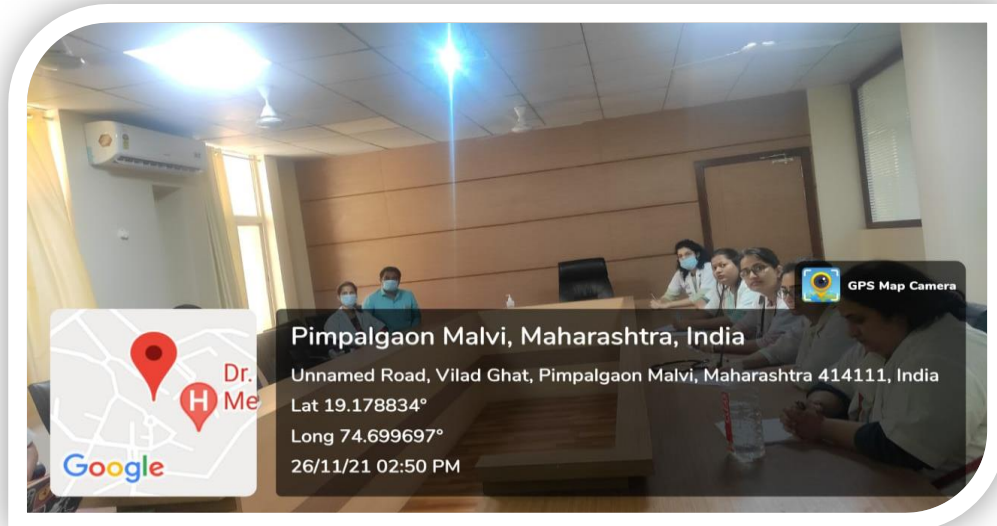 GPS Map Camera
Pimpalgaon Malvi, Maharashtra, India
Unnamed Road, Vilad Ghat, Pimpalgaon Malvi, Maharashtra 414111, India
Lat 19.178834°
Long 74.699697°
26/11/21 02:50 PM
Dr.
H Me
Google